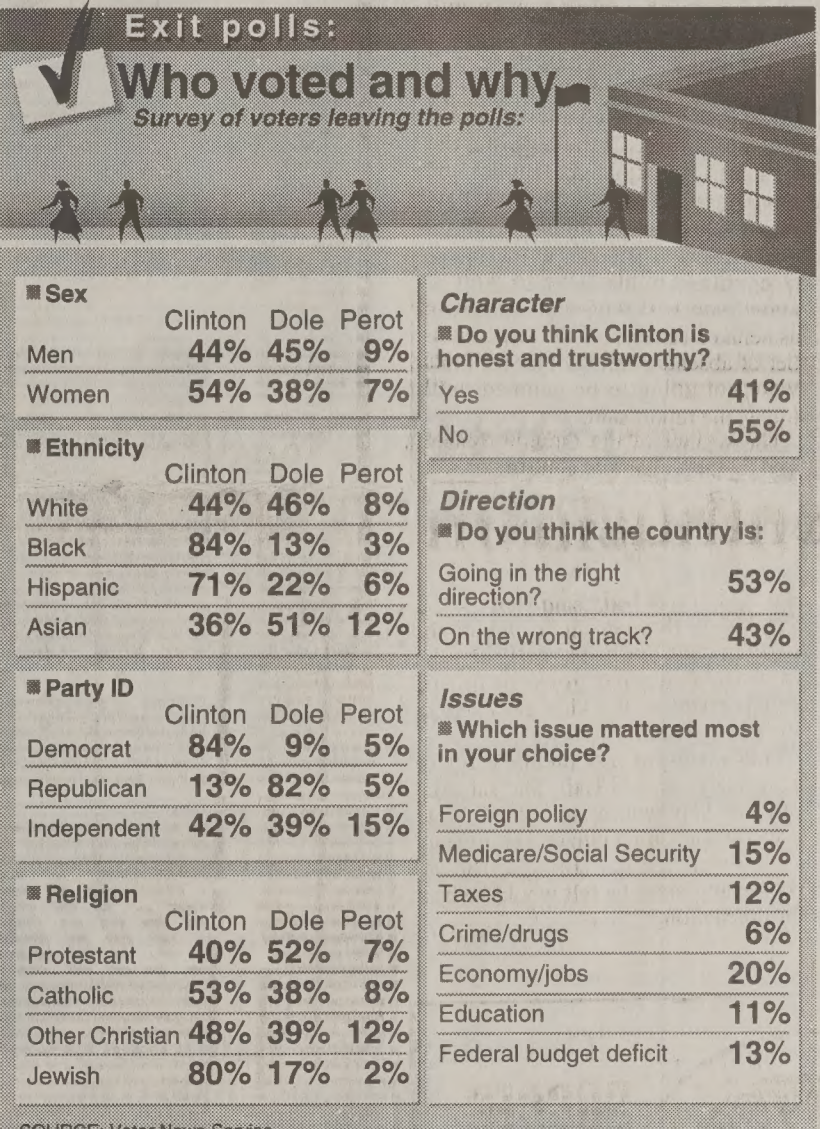 Exit polls:
Who voted and why
Survey of voters leaving the polls:
Sex
Clinton Dole Perot
Men 44% 45% 9%
Women 54% 38% 7%
Ethnicity
Clinton Dole Perot
White 44% 46% 8%
Black 84% 13% 3%
Hispanic 71% 22% 6%
Asian 36% 51% 12%
Party ID
Clinton Dole Perot
Democrat 84% 9% 5%
Republican 13% 82% 5%
Independent 42% 39% 15%
Religion
Clinton Dole Perot
Protestant 40% 52% 7%
Catholic 53% 38% 8%
Other Christian 48% 39% 12%
Jewish 80% 17% 2%
Character
Do you think Clinton is
honest and trustworthy?
Yes 41%
No 55%
Direction
Do you think the country is:
Going in the right
direction? 53%
On the wrong track? 43%
Issues
Which issue mattered most
in your choice?
Foreign policy 4%
Medicare/Social Security 15%
Taxes 12%
Crime/drugs 6%
Economy/jobs 20%
Education 11%
Federal budget deficit 13%
SOURCE: Voter News Service